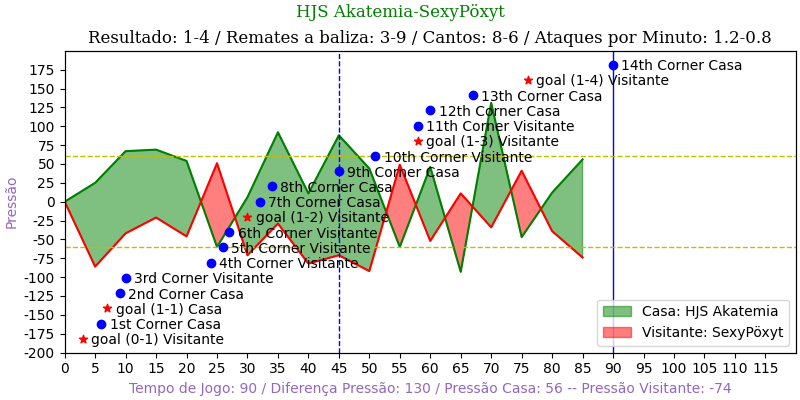 HJS Akatemia-SexyPöxyt
Resultado: 1-4 / Remates a baliza: 3-9 / Cantos: 8-6 / Ataques por Minuto: 1.2-0.8
Pressão
175
150
125
100
75
50
25
0
-25
-50
-75
-100
-125
-150
-175
-200
14th Corner Casa
goal (1-4) Visitante
13th Corner Casa
12th Corner Casa
11th Corner Visitante
goal (1-3) Visitante
10th Corner Visitante
9th Corner Casa
8th Corner Casa
7th Corner Casa
goal (1-2) Visitante
6th Corner Visitante
5th Corner Visitante
4th Corner Visitante
3rd Corner Visitante
2nd Corner Casa
goal (1-1) Casa
1st Corner Casa
goal (0-1) Visitante
Casa: HJS Akatemia
Visitante: SexyPöxyt
0 5 10 15 20 25 30 35 40 45 50 55 60 65 70 75 80 85 90 95 100 105 110 115
Tempo de Jogo: 90 / Diferença Pressão: 130 / Pressão Casa: 56 -- Pressão Visitante: -74